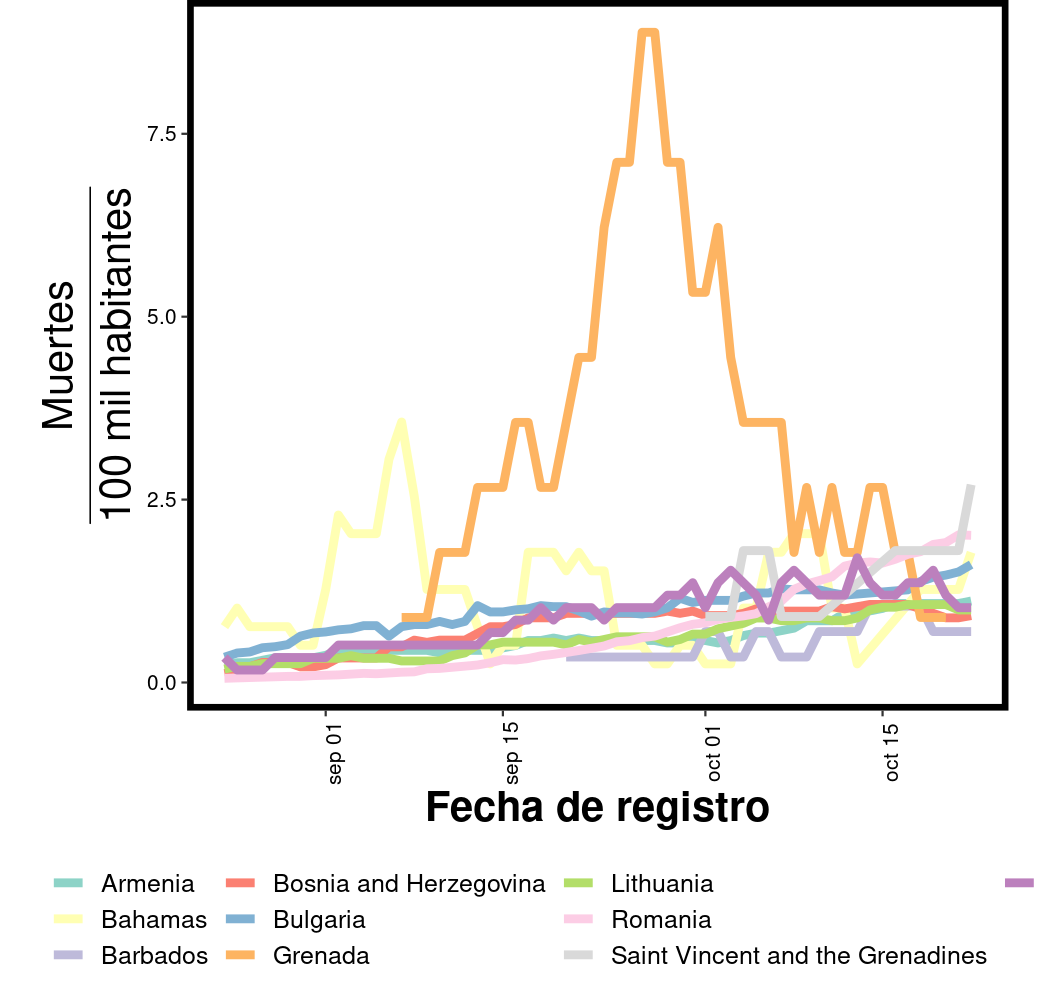 Muertes
100 mil habitantes
7.5
5.0
2.5
0.0
sep 01
sep 15
oct 01
oct 15
Fecha de registro
Armenia
Bosnia and Herzegovina
Lithuania
Bahamas
Bulgaria
Romania
Barbados
Grenada
Saint Vincent and the Grenadines